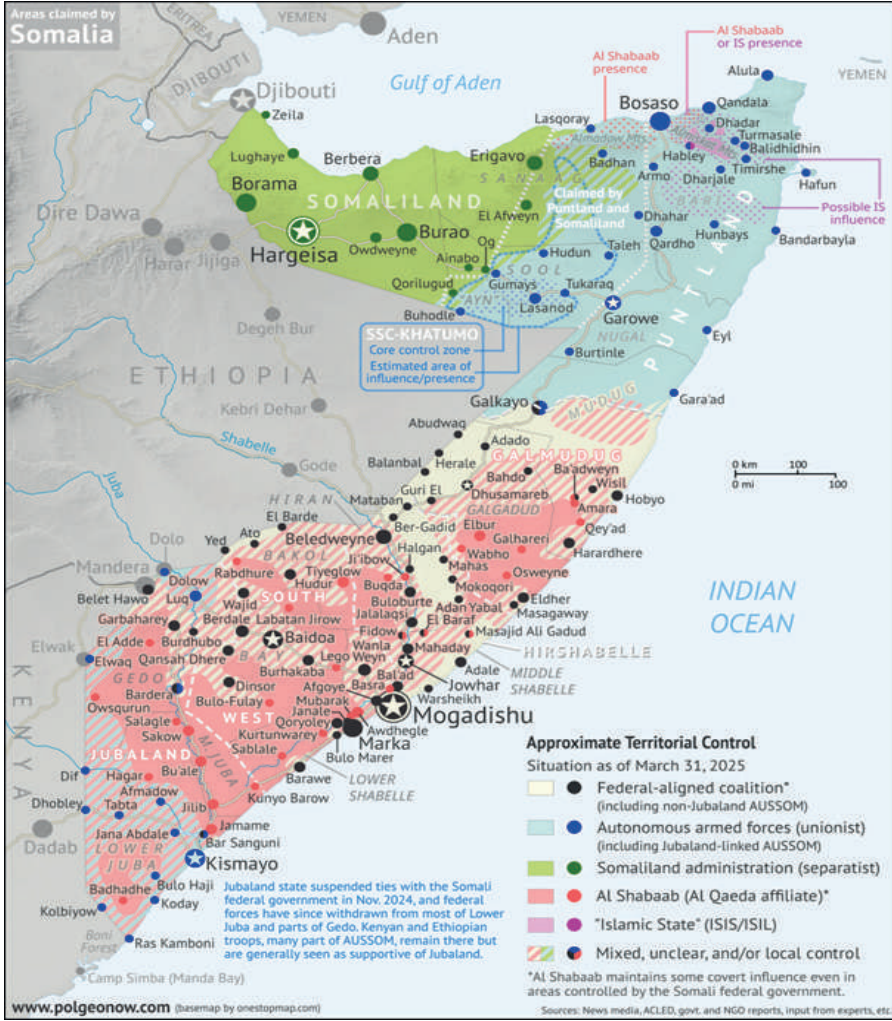 Areas claimed by
Somalia
ERITREA
YEMEN
Aden
DJIBOUTI
Djibouti
Gulf of Aden
Al Shabaab
or IS presence
Al Shabaab
presence
Alula
YEMEN
Zeila
Lughaye
Berbera
Borama
SOMALILAND
Hargeisa
Burao
Owdweyne
Ainabo
Og
Qorilugud
Buhodle
Erigavo
SANAAG
El Afweyn
Lasqoray
Almadow Mts.
Badhan
Claimed by
Puntland and
Somaliland
Bosaso
Qandala
Dhadar
Turmasale
Balidhidhin
Habley
Timirshe
Armo
Dharjale
Hafun
BARI
Possible IS
influence
Dhahar
Hunbays
Bandarbayla
Qardho
Hudun
Taleh
SOOL
Gumays
Tukaraq
AYN
Lasanod
Garowe
NUGAL
PUNTLAND
Eyl
Burtinle
SSC-KHATUMO
Core control zone
Estimated area of
influence/presence
Dire Dawa
Harar
Jijiga
Degeh Bur
ETHIOPIA
Kebri Dehar
Shabelle
Juba
Gode
Galkayo
MUDUG
Gara'ad
Abudwaq
Adado
GALMUDUG
Balanbal
Herale
Bahdo
Ba'adweyn
Wisil
Guri El
Dhusamareb
Hobyo
Mataban
GALGADUD
Amara
HIRAN
El Barde
Ber-Gadid
Elbur
Qey'ad
Yed
Ato
Beledweyne
Galhareri
Harardhere
Dolo
BAKOL
Halgan
Wabho
Mandera
Rabdhure
Tiyeglow
Ji'ibow
Mahas
Osweyne
Dolow
Hudur
Buqda
Mokoqori
Belet Hawo
Luq
Wajid
SOUTH
Buloburte
Eldher
Garbaharey
Berdale
Labatan Jirow
Jalalaqsi
Adan Yabal
Masagaway
Elwak
El Adde
Burdhubo
Baidoa
Fidow
El Baraf
Masajid Ali Gadud
Elwaq
Qansah Dhere
BAY
Wanla
Mahaday
HIRSHABELLE
GEDO
Lego Weyn
Burhakaba
Adale
MIDDLE
SHABELLE
Bardera
Dinsor
Bal'ad
Jowhar
Owsqurun
Bulo-Fulay
Afgoye
Basra
Warsheikh
Salagle
WEST
Mubarak
Janale
Mogadishu
Sakow
Qoryoley
Awdhegle
Kurtunwarey
Marka
JUBALAND
M. JUBA
Sablale
Bulo Marer
Dif
Hagar
Bu'ale
Barawe
LOWER
SHABELLE
Dhobley
Afmadow
Kunyo Barow
Tabta
Jilib
Dadab
Jana Abdale
Jamame
LOWER
JUBA
Bar Sanguni
Kismayo
Badhadhe
Bulo Haji
Kolbiyow
Koday
Boni
Forest
Ras Kamboni
KENYA
Camp Simba (Manda Bay)
0 km 100
0 mi 100
INDIAN
OCEAN
Jubaland state suspended ties with the Somali
federal government in Nov. 2024, and federal
forces have since withdrawn from most of Lower
Juba and parts of Gedo. Kenyan and Ethiopian
troops, many part of AUSSOM, remain there but
are generally seen as supportive of Jubaland.
Approximate Territorial Control
Situation as of March 31, 2025
Federal-aligned coalition*
(including non-Jubaland AUSSOM)
Autonomous armed forces (unionist)
(including Jubaland-linked AUSSOM)
Somaliland administration (separatist)
Al Shabaab (Al Qaeda affiliate)*
"Islamic State" (ISIS/ISIL)
Mixed, unclear, and/or local control
*Al Shabaab maintains some covert influence even in
areas controlled by the Somali federal government.
www.polgeonow.com (basemap by onestopmap.com)
Sources: News media, ACLED, govt. and NGO reports, input from experts, etc.